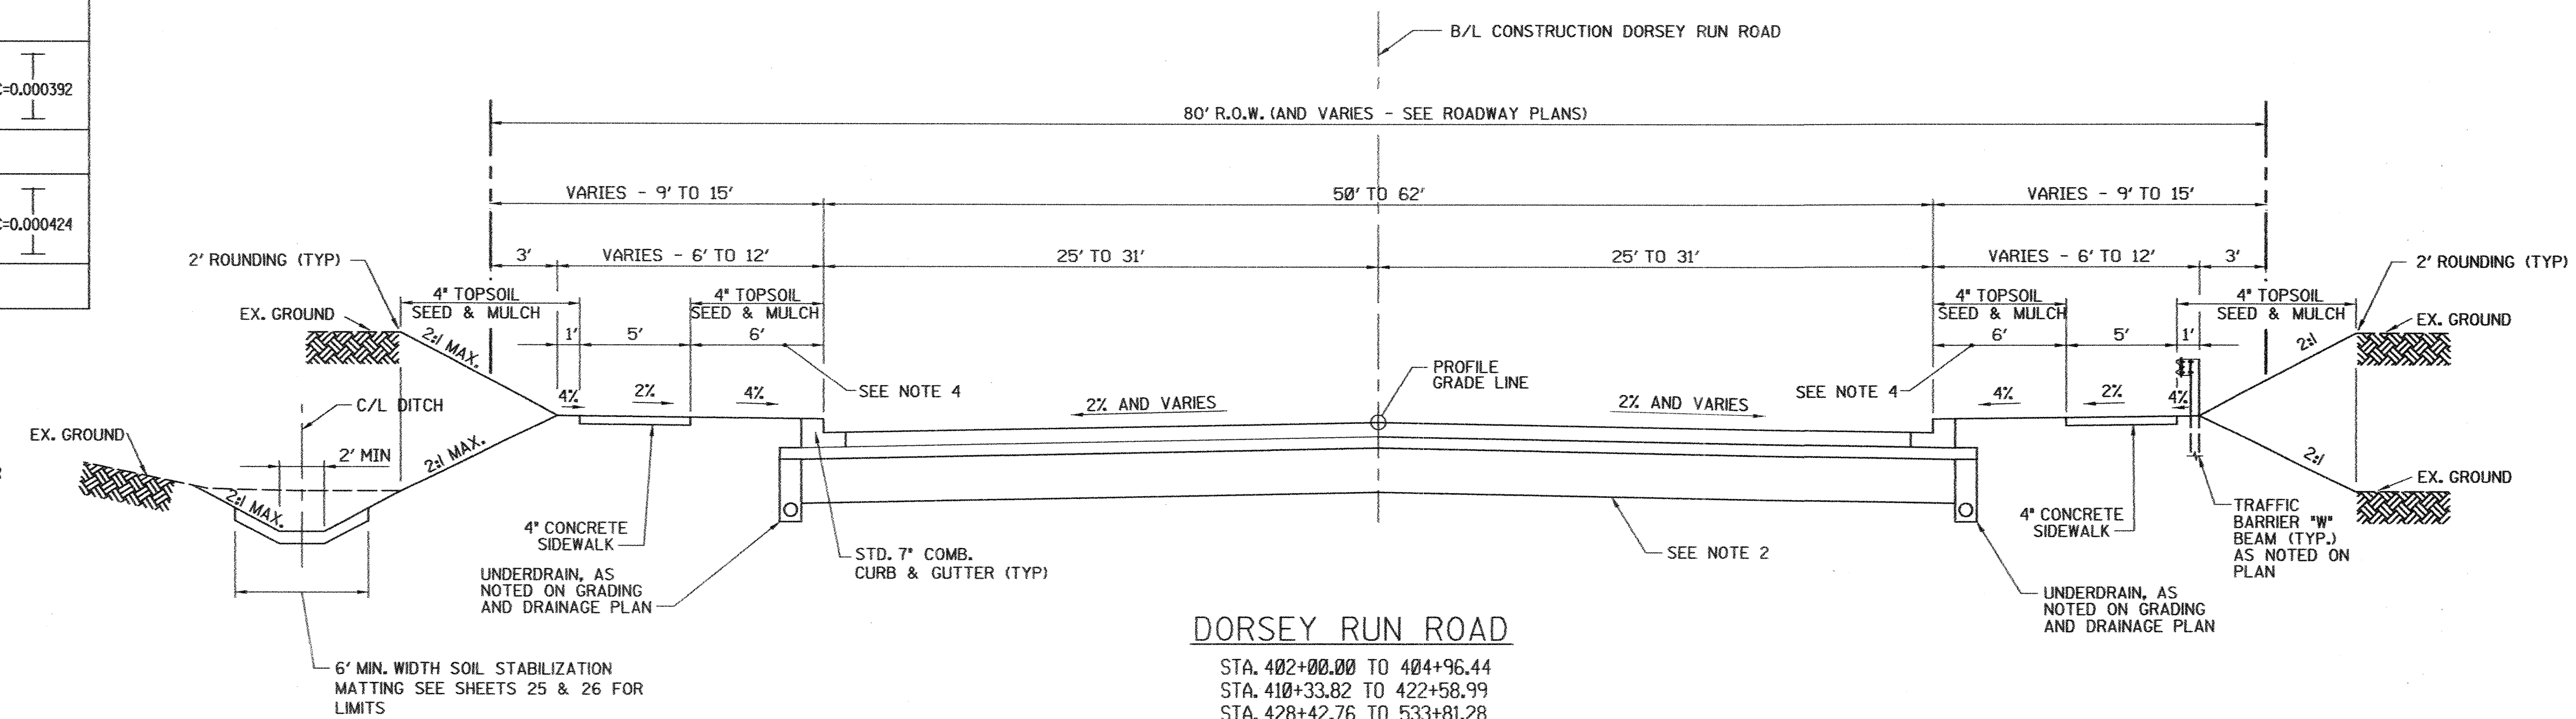 B/L CONSTRUCTION DORSEY RUN ROAD
C=0.000392
80' R.O.W. (AND VARIES - SEE ROADWAY PLANS)
VARIES - 9' TO 15'
50' TO 62'
VARIES - 9' TO 15'
C=0.000424
2' ROUNDING (TYP)
3'
VARIES - 6' TO 12'
25' TO 31'
25' TO 31'
VARIES - 6' TO 12'
3'
2' ROUNDING (TYP)
4" TOPSOIL
SEED & MULCH
4" TOPSOIL
SEED & MULCH
4" TOPSOIL
SEED & MULCH
4" TOPSOIL
SEED & MULCH
EX. GROUND
EX. GROUND
2:1 MAX.
1'
5'
6'
6'
5'
1'
2:1
SEE NOTE 4
PROFILE
GRADE LINE
SEE NOTE 4
4%
2%
4%
2% AND VARIES
2% AND VARIES
4%
2%
4%
C/L DITCH
EX. GROUND
2' MIN
2:1 MAX.
2:1 MAX.
2:1
EX. GROUND
4" CONCRETE
SIDEWALK
STD. 7" COMB.
CURB & GUTTER (TYP)
SEE NOTE 2
4" CONCRETE
SIDEWALK
TRAFFIC
BARRIER "W"
BEAM (TYP.)
AS NOTED ON
PLAN
UNDERDRAIN, AS
NOTED ON GRADING
AND DRAINAGE PLAN
UNDERDRAIN, AS
NOTED ON GRADING
AND DRAINAGE PLAN
6' MIN. WIDTH SOIL STABILIZATION
MATTING SEE SHEETS 25 & 26 FOR
LIMITS
DORSEY RUN ROAD
STA. 402+00.00 TO 404+96.44
STA. 410+33.82 TO 422+58.99
STA. 428+42.76 TO 533+81.28